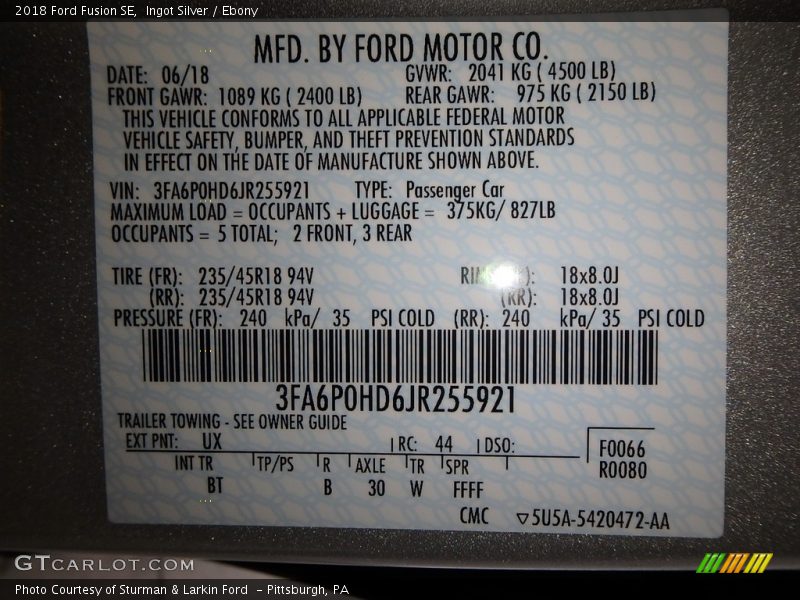 2018 Ford Fusion SE,  Ingot Silver / Ebony
MFD. BY FORD MOTOR CO.
DATE: 06/18 GVWR: 2041 KG ( 4500 LB)
FRONT GAWR: 1089 KG ( 2400 LB) REAR GAWR: 975 KG ( 2150 LB)
THIS VEHICLE CONFORMS TO ALL APPLICABLE FEDERAL MOTOR
VEHICLE SAFETY, BUMPER, AND THEFT PREVENTION STANDARDS
IN EFFECT ON THE DATE OF MANUFACTURE SHOWN ABOVE.
VIN: 3FA6P0HD6JR255921 TYPE: Passenger Car
MAXIMUM LOAD = OCCUPANTS + LUGGAGE = 375KG/ 827LB
OCCUPANTS = 5 TOTAL; 2 FRONT, 3 REAR
TIRE (FR): 235/45R18 94V 18x8.0J
(RR): 235/45R18 94V (RR): 18x8.0J
PRESSURE (FR): 240 kPa/ 35 PSI COLD (RR): 240 kPa/ 35 PSI COLD
3FA6P0HD6JR255921
TRAILER TOWING - SEE OWNER GUIDE
EXT PNT: UX RC: 44 DSO: F0066
R0080
INT TR TP/PS R AXLE TR SPR
BT B 30 W FFFF
CMC ▽5U5A-5420472-AA
GTCARLOT.COM
Photo Courtesy of Sturman & Larkin Ford  - Pittsburgh, PA